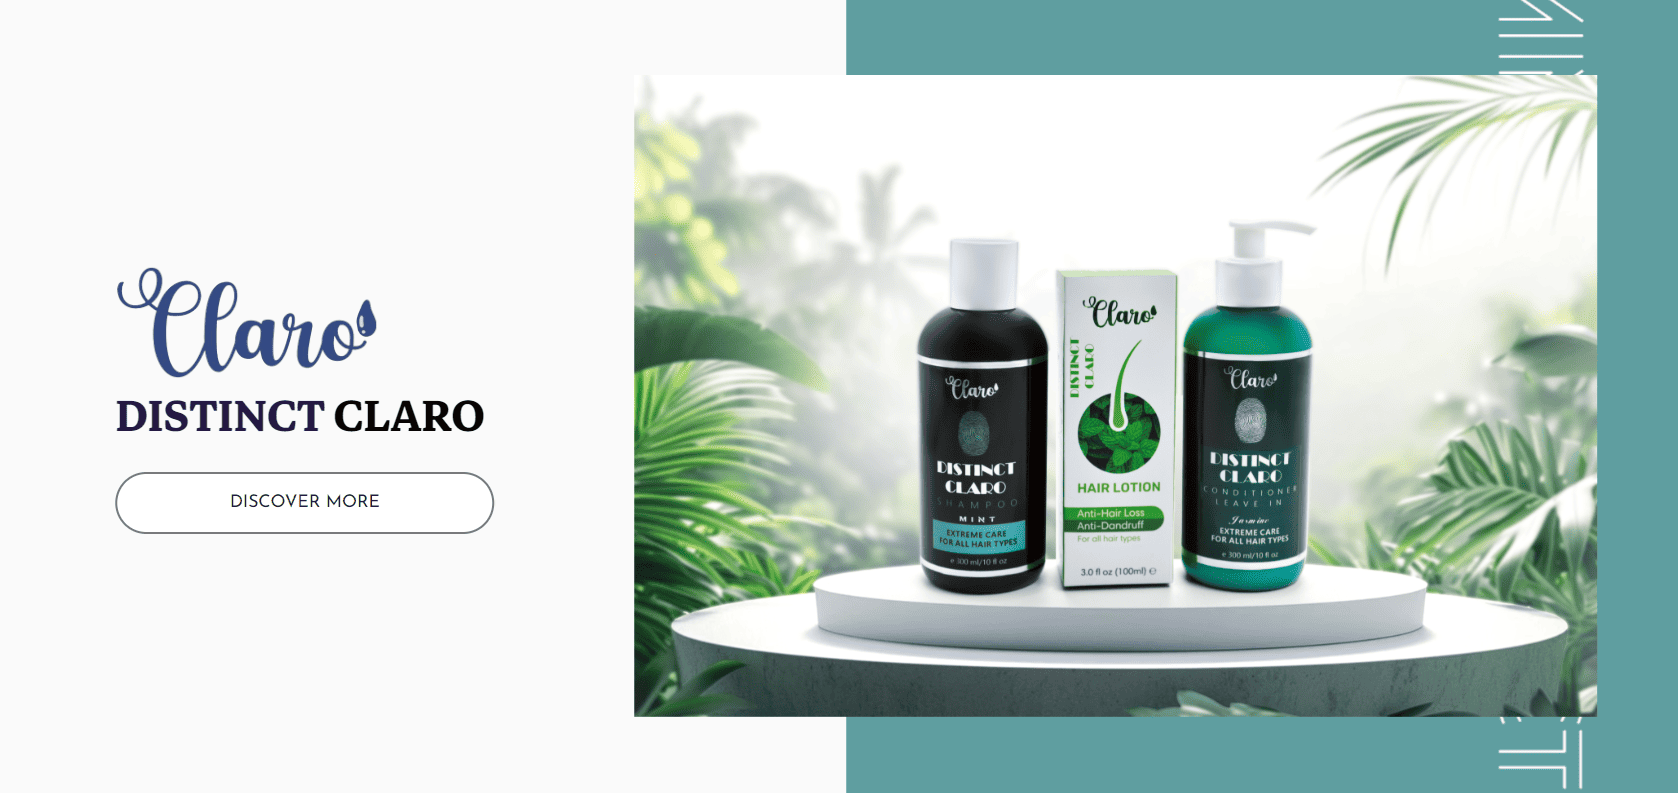 Claro
DISTINCT CLARO
DISCOVER MORE
Claro
DISTINCT
CLARO
SHAMPOO
MINT
EXTREME CARE
FOR ALL HAIR TYPES
e 300 ml/10 fl oz
Claro
DISTINCT
CLARO
HAIR LOTION
Anti-Hair Loss
Anti-Dandruff
For all hair types
3.0 fl oz (100ml) e
Claro
DISTINCT
CLARO
CONDITIONER
LEAVE IN
Jasmine
EXTREME CARE
FOR ALL HAIR TYPES
e 300 ml/10 fl oz